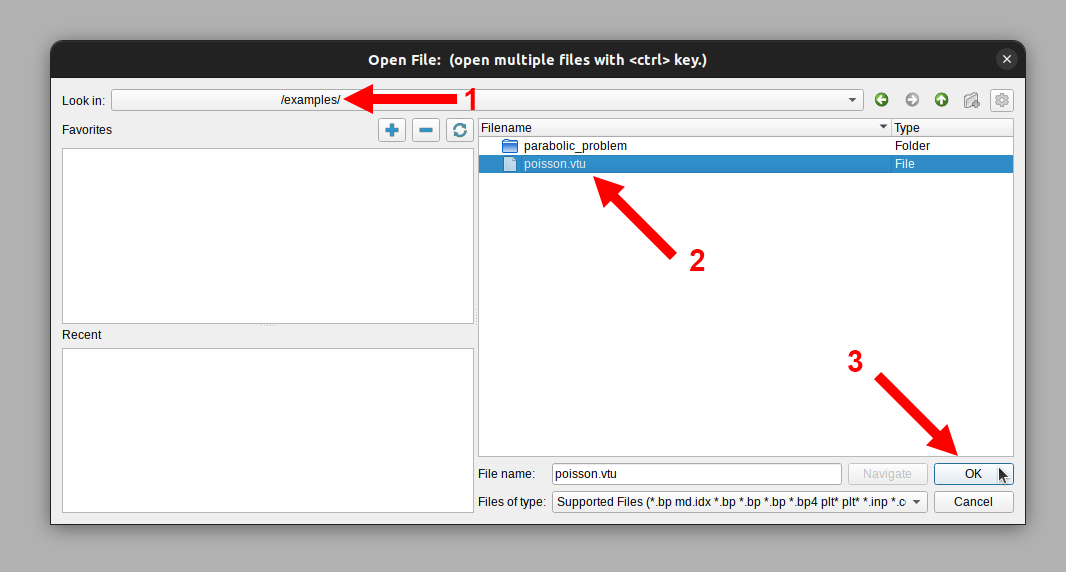 Open File:  (open multiple files with <ctrl> key.)
Look in: /examples/ 1
Favorites
Filename Type
parabolic_problem Folder
poisson.vtu File
2
Recent
3
File name: poisson.vtu Navigate OK
Files of type: Supported Files (*.bp md.idx *.bp *.bp *.bp *.bp4 plt* plt* *.inp *.c Cancel